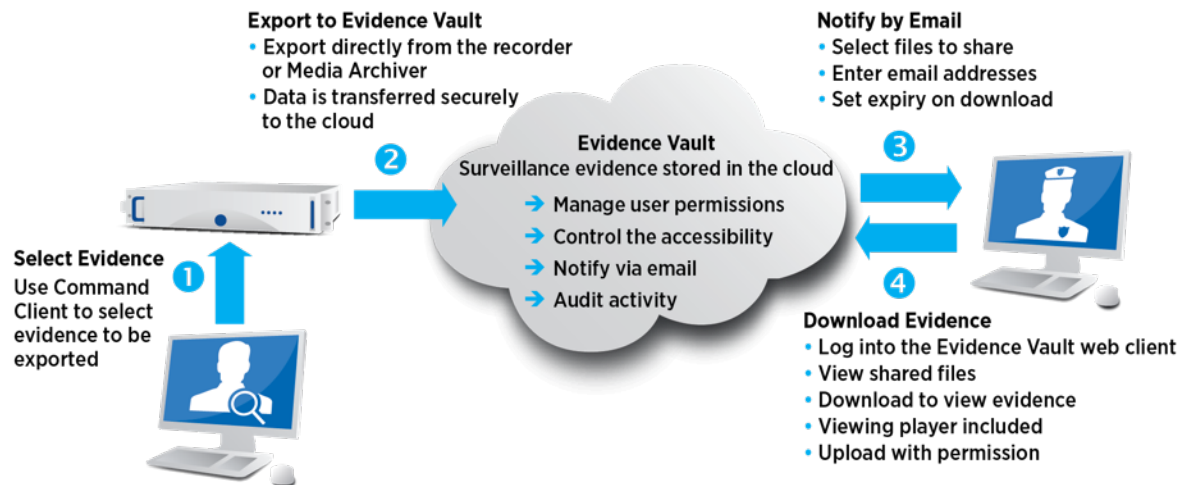 1
Select Evidence
Use Command
Client to select
evidence to be
exported
Export to Evidence Vault
• Export directly from the recorder
or Media Archiver
• Data is transferred securely
to the cloud
2
Evidence Vault
Surveillance evidence stored in the cloud
➔ Manage user permissions
➔ Control the accessibility
➔ Notify via email
➔ Audit activity
Notify by Email
• Select files to share
• Enter email addresses
• Set expiry on download
3
4
Download Evidence
• Log into the Evidence Vault web client
• View shared files
• Download to view evidence
• Viewing player included
• Upload with permission